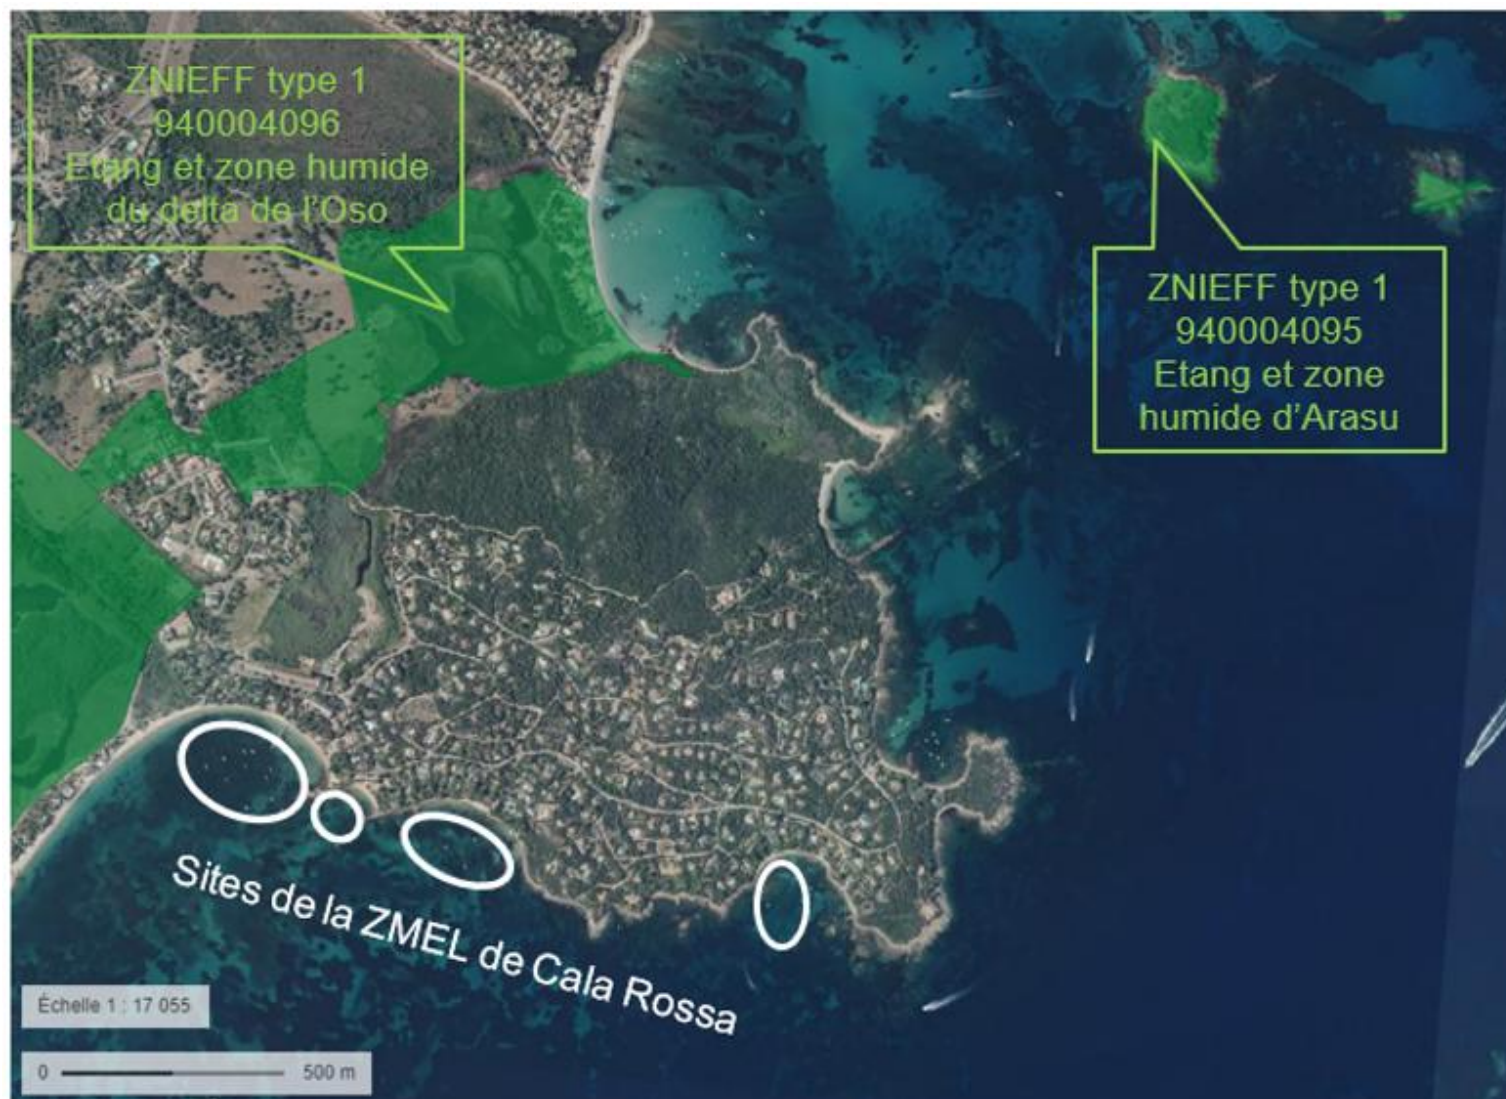 ZNIEFF type 1
940004096
Etang et zone humide
du delta de l'Oso
ZNIEFF type 1
940004095
Etang et zone
humide d'Arasu
Sites de la ZMEL de Cala Rossa
Échelle 1 : 17 055
0 500 m